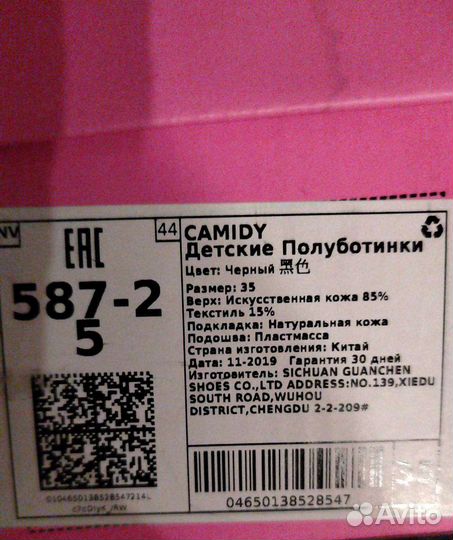 NV
EAC
44
587-2
5
CAMIDY
Детские Полуботинки
Цвет: Черный 黑色
Размер: 35
Верх: Искусственная кожа 85%
Текстиль 15%
Подкладка: Натуральная кожа
Подошва: Пластмасса
Страна изготовления: Китай
Дата: 11-2019 Гарантия 30 дней
Изготвритель: SICHUAN GUANCHEN
SHOES CO.,LTD ADDRESS:NO.139,XIEDU
SOUTH ROAD,WUHOU
DISTRICT,CHENGDU 2-2-209#
04650138528547
Avito